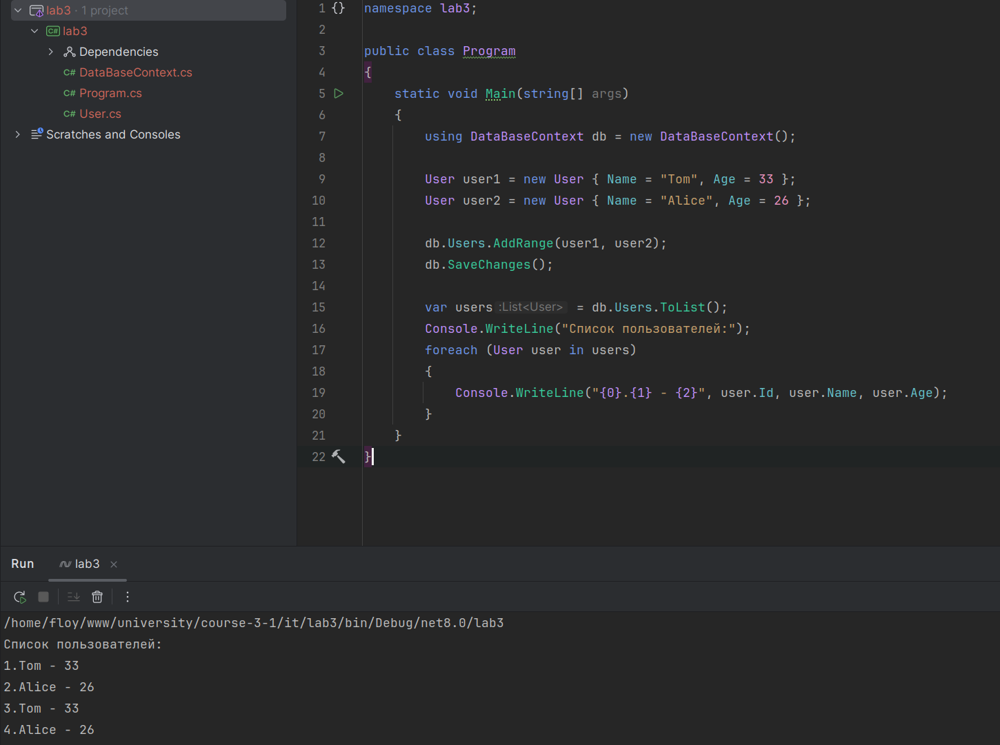 lab3 · 1 project
lab3
Dependencies
C# DataBaseContext.cs
C# Program.cs
C# User.cs
Scratches and Consoles
1 {} namespace lab3;
2
3 public class Program
4 {
5 static void Main(string[] args)
6 {
7 using DataBaseContext db = new DataBaseContext();
8
9 User user1 = new User { Name = "Tom", Age = 33 };
10 User user2 = new User { Name = "Alice", Age = 26 };
11
12 db.Users.AddRange(user1, user2);
13 db.SaveChanges();
14
15 var users :List<User> = db.Users.ToList();
16 Console.WriteLine("Список пользователей:");
17 foreach (User user in users)
18 {
19 Console.WriteLine("{0}.{1} - {2}", user.Id, user.Name, user.Age);
20 }
21 }
22 }
Run lab3
/home/floy/www/university/course-3-1/it/lab3/bin/Debug/net8.0/lab3
Список пользователей:
1.Tom - 33
2.Alice - 26
3.Tom - 33
4.Alice - 26